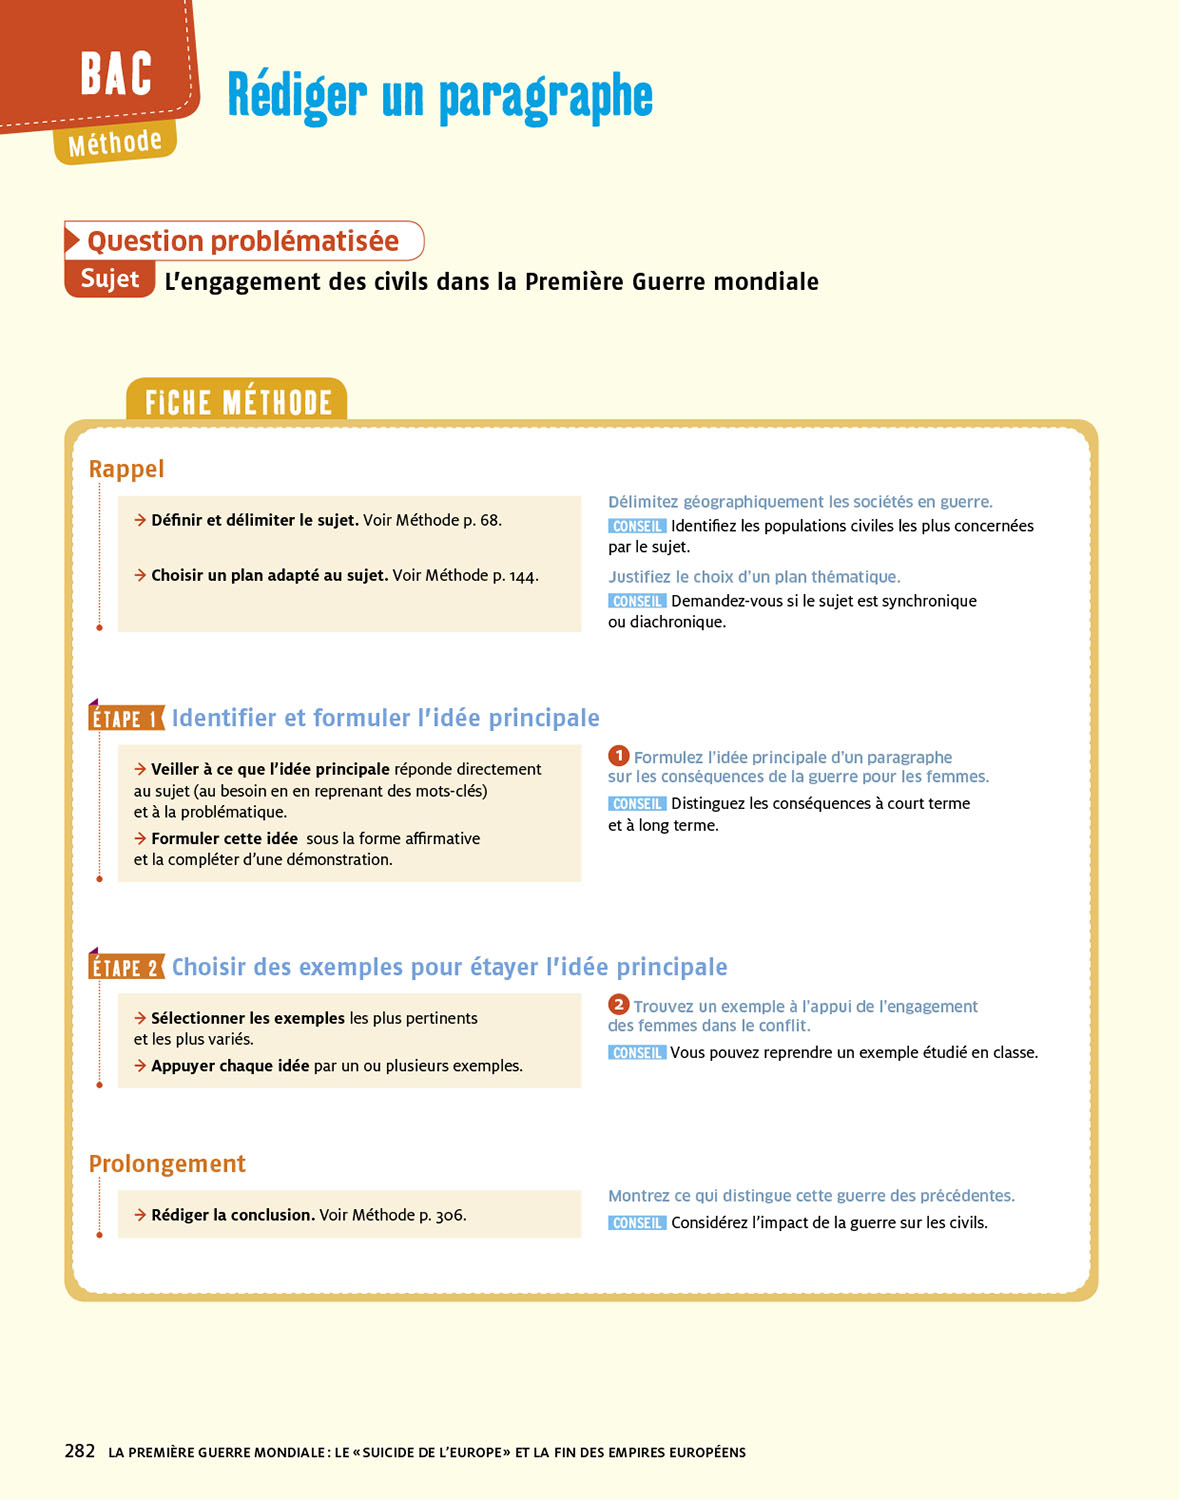 BAC
Méthode
Rédiger un paragraphe
Question problématisée
Sujet L'engagement des civils dans la Première Guerre mondiale
FiCHE MÉTHODE
Rappel
→ Définir et délimiter le sujet. Voir Méthode p. 68.
→ Choisir un plan adapté au sujet. Voir Méthode p. 144.
Délimitez géographiquement les sociétés en guerre.
CONSEIL Identifiez les populations civiles les plus concernées
par le sujet.
Justifiez le choix d'un plan thématique.
CONSEIL Demandez-vous si le sujet est synchronique
ou diachronique.
ÉTAPE 1 Identifier et formuler l'idée principale
→ Veiller à ce que l'idée principale réponde directement
au sujet (au besoin en en reprenant des mots-clés)
et à la problématique.
→ Formuler cette idée sous la forme affirmative
et la compléter d'une démonstration.
1 Formulez l'idée principale d'un paragraphe
sur les conséquences de la guerre pour les femmes.
CONSEIL Distinguez les conséquences à court terme
et à long terme.
ÉTAPE 2 Choisir des exemples pour étayer l'idée principale
→ Sélectionner les exemples les plus pertinents
et les plus variés.
→ Appuyer chaque idée par un ou plusieurs exemples.
2 Trouvez un exemple à l'appui de l'engagement
des femmes dans le conflit.
CONSEIL Vous pouvez reprendre un exemple étudié en classe.
Prolongement
→ Rédiger la conclusion. Voir Méthode p. 306.
Montrez ce qui distingue cette guerre des précédentes.
CONSEIL Considérez l'impact de la guerre sur les civils.
282 LA PREMIÈRE GUERRE MONDIALE : LE « SUICIDE DE L'EUROPE » ET LA FIN DES EMPIRES EUROPÉENS